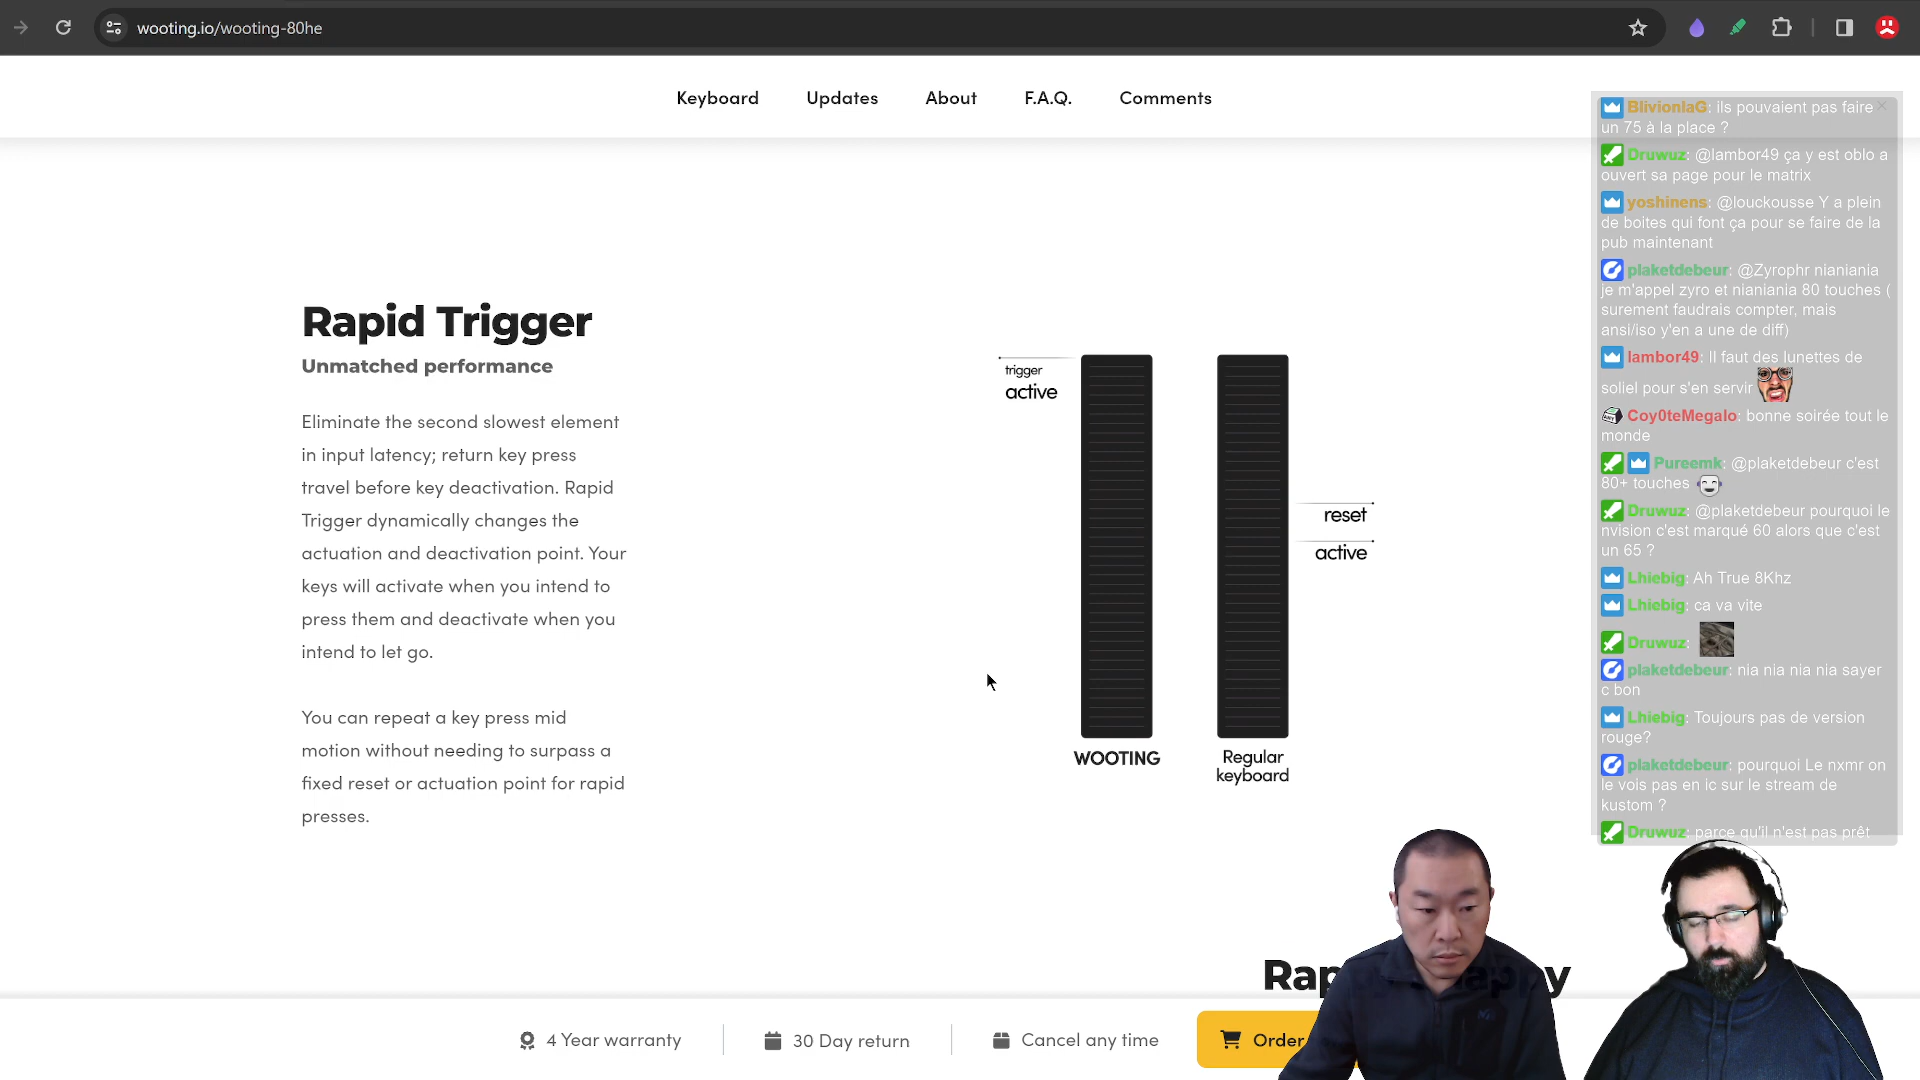 wooting.io/wooting-80he
Keyboard
Updates
About
F.A.Q.
Comments
Rapid Trigger
Unmatched performance
Eliminate the second slowest element
in input latency; return key press
travel before key deactivation. Rapid
Trigger dynamically changes the
actuation and deactivation point. Your
keys will activate when you intend to
press them and deactivate when you
intend to let go.
You can repeat a key press mid
motion without needing to surpass a
fixed reset or actuation point for rapid
presses.
trigger
active
reset
active
WOOTING
Regular
keyboard
BlivionIaG: ils pouvaient pas faire
un 75 à la place ?
Druwuz: @lambor49 ça y est oblo a
ouvert sa page pour le matrix
yoshinens: @louckousse Y a plein
de boites qui font ça pour se faire de la
pub maintenant
plaketdebeur: @Zyrophr nianiania
je m'appel zyro et nianiania 80 touches (
surement faudrais compter, mais
ansi/iso y'en a une de diff)
lambor49: Il faut des lunettes de
soliel pour s'en servir
Coy0teMegalo: bonne soirée tout le
monde
Pureemk: @plaketdebeur c'est
80+ touches
Druwuz: @plaketdebeur pourquoi le
nvision c'est marqué 60 alors que c'est
un 65 ?
Lhiebig: Ah True 8Khz
Lhiebig: ca va vite
Druwuz:
plaketdebeur: nia nia nia nia sayer
c bon
Lhiebig: Toujours pas de version
rouge?
plaketdebeur: pourquoi Le nxmr on
le vois pas en ic sur le stream de
kustom ?
Druwuz: parce qu'il n'est pas prêt
4 Year warranty
30 Day return
Cancel any time
Order